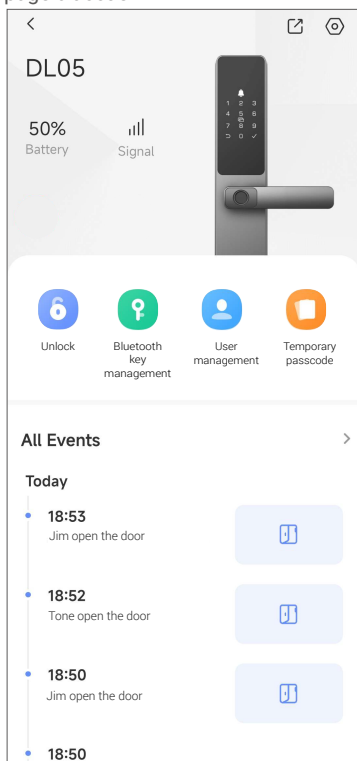 DL05
50%
Battery
Signal
1 2 3
4 5 6
7 8 9
0
Unlock
Bluetooth
key
management
User
management
Temporary
passcode
All Events
Today
18:53
Jim open the door
18:52
Tone open the door
18:50
Jim open the door
18:50